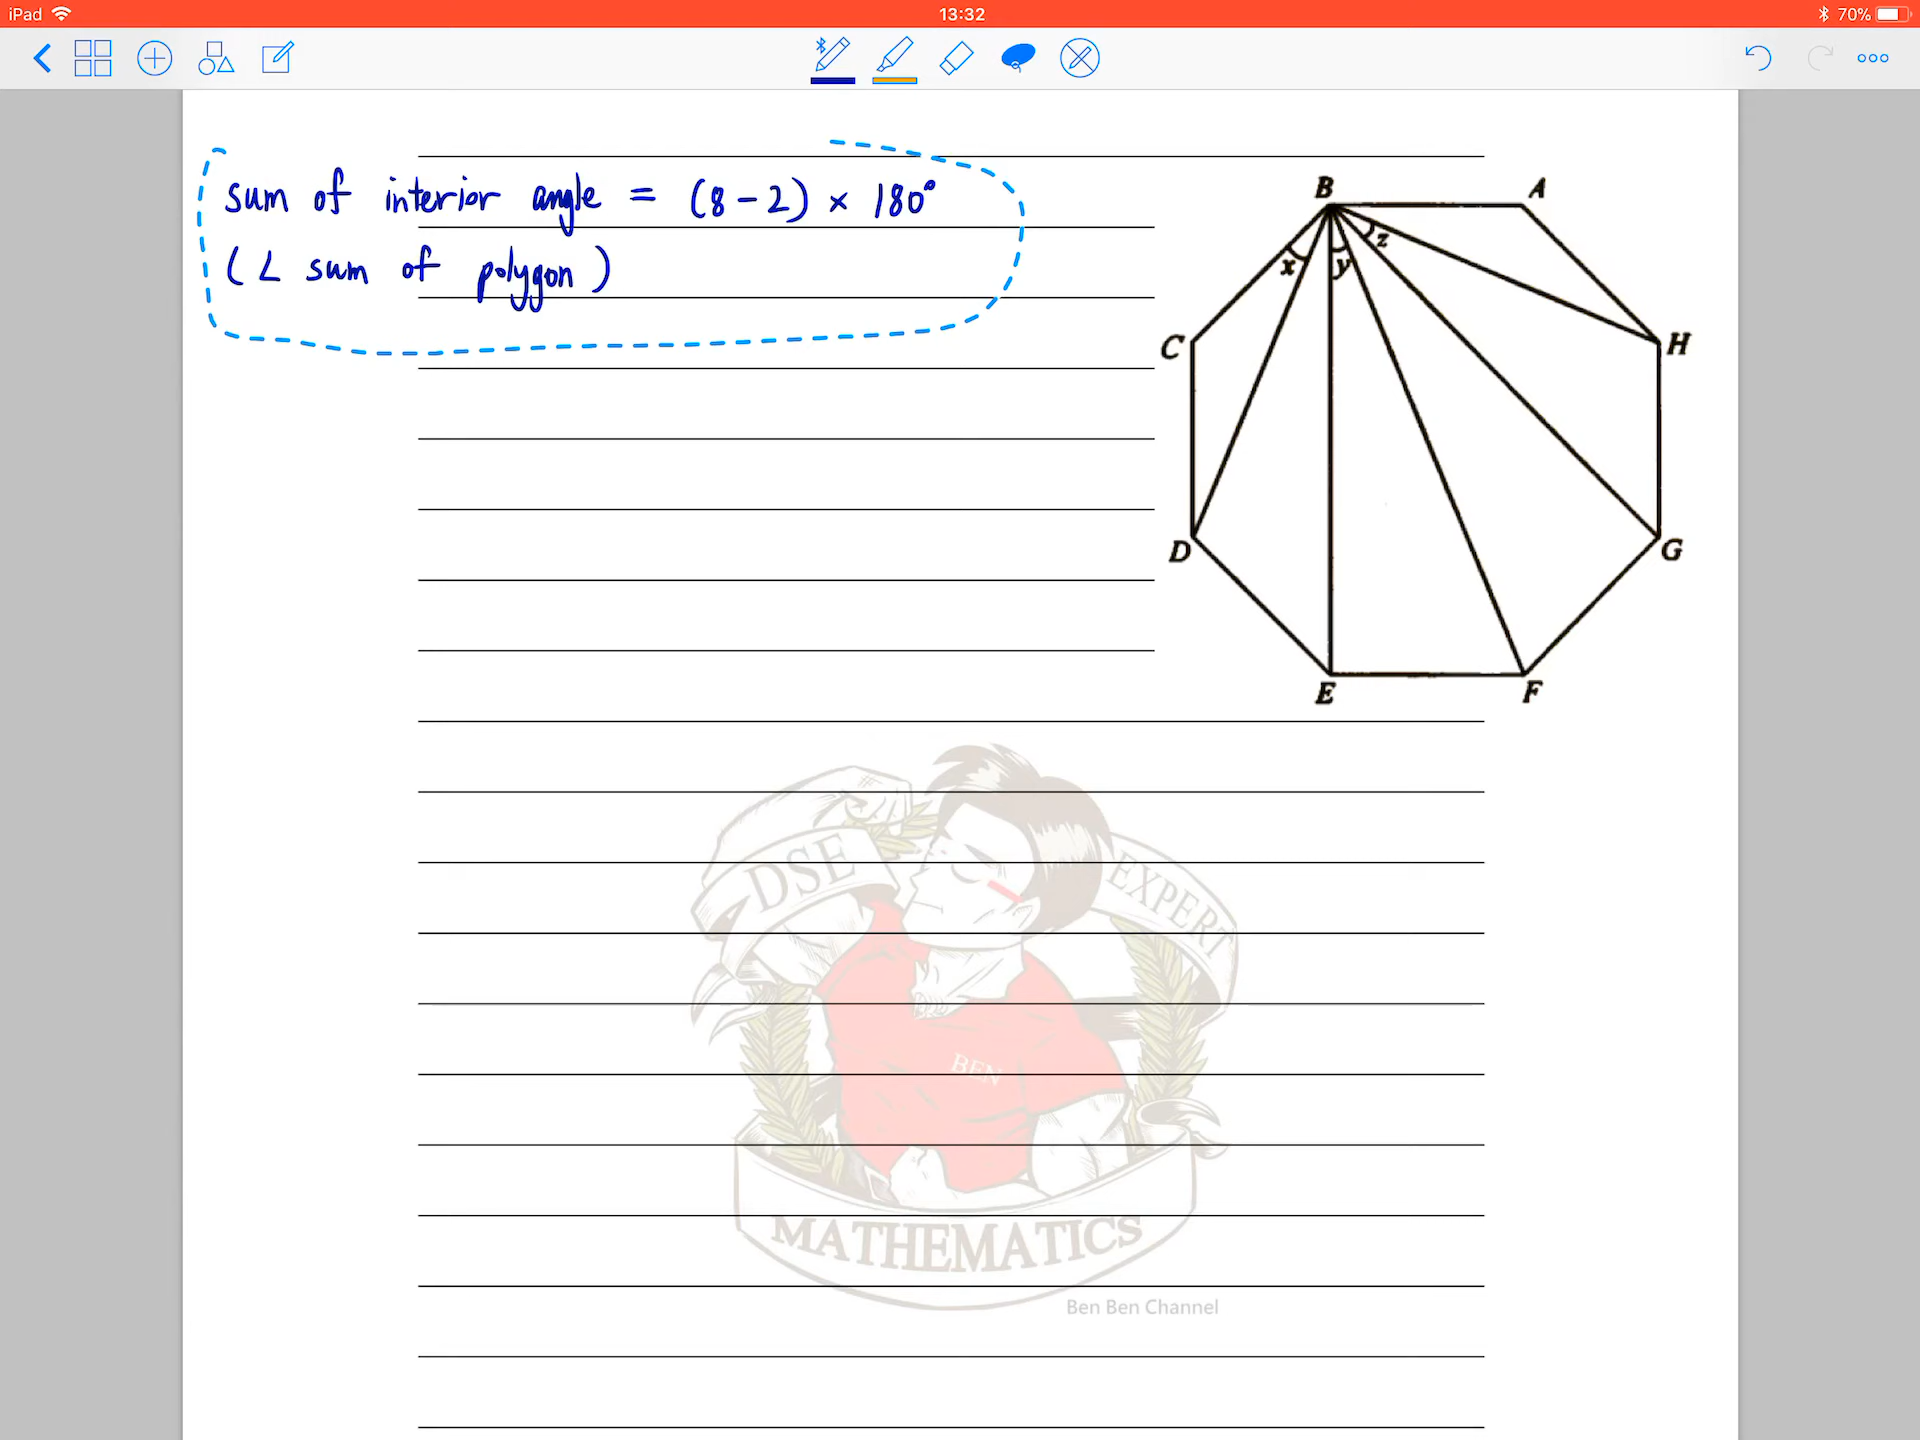 iPad
13:32
70%
sum of interior angle = (8 - 2) × 180°
(∠ sum of polygon)
B
A
x
y
z
C
H
D
G
E
F
DSE
EXPERT
BEN
MATHEMATICS
Ben Ben Channel